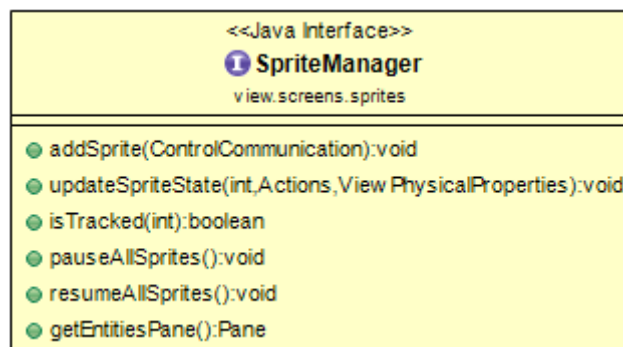 <<Java Interface>>
I SpriteManager
view.screens.sprites
addSprite(ControlCommunication):void
updateSpriteState(int,Actions,ViewPhysicalProperties):void
isTracked(int):boolean
pauseAllSprites():void
resumeAllSprites():void
getEntitiesPane():Pane